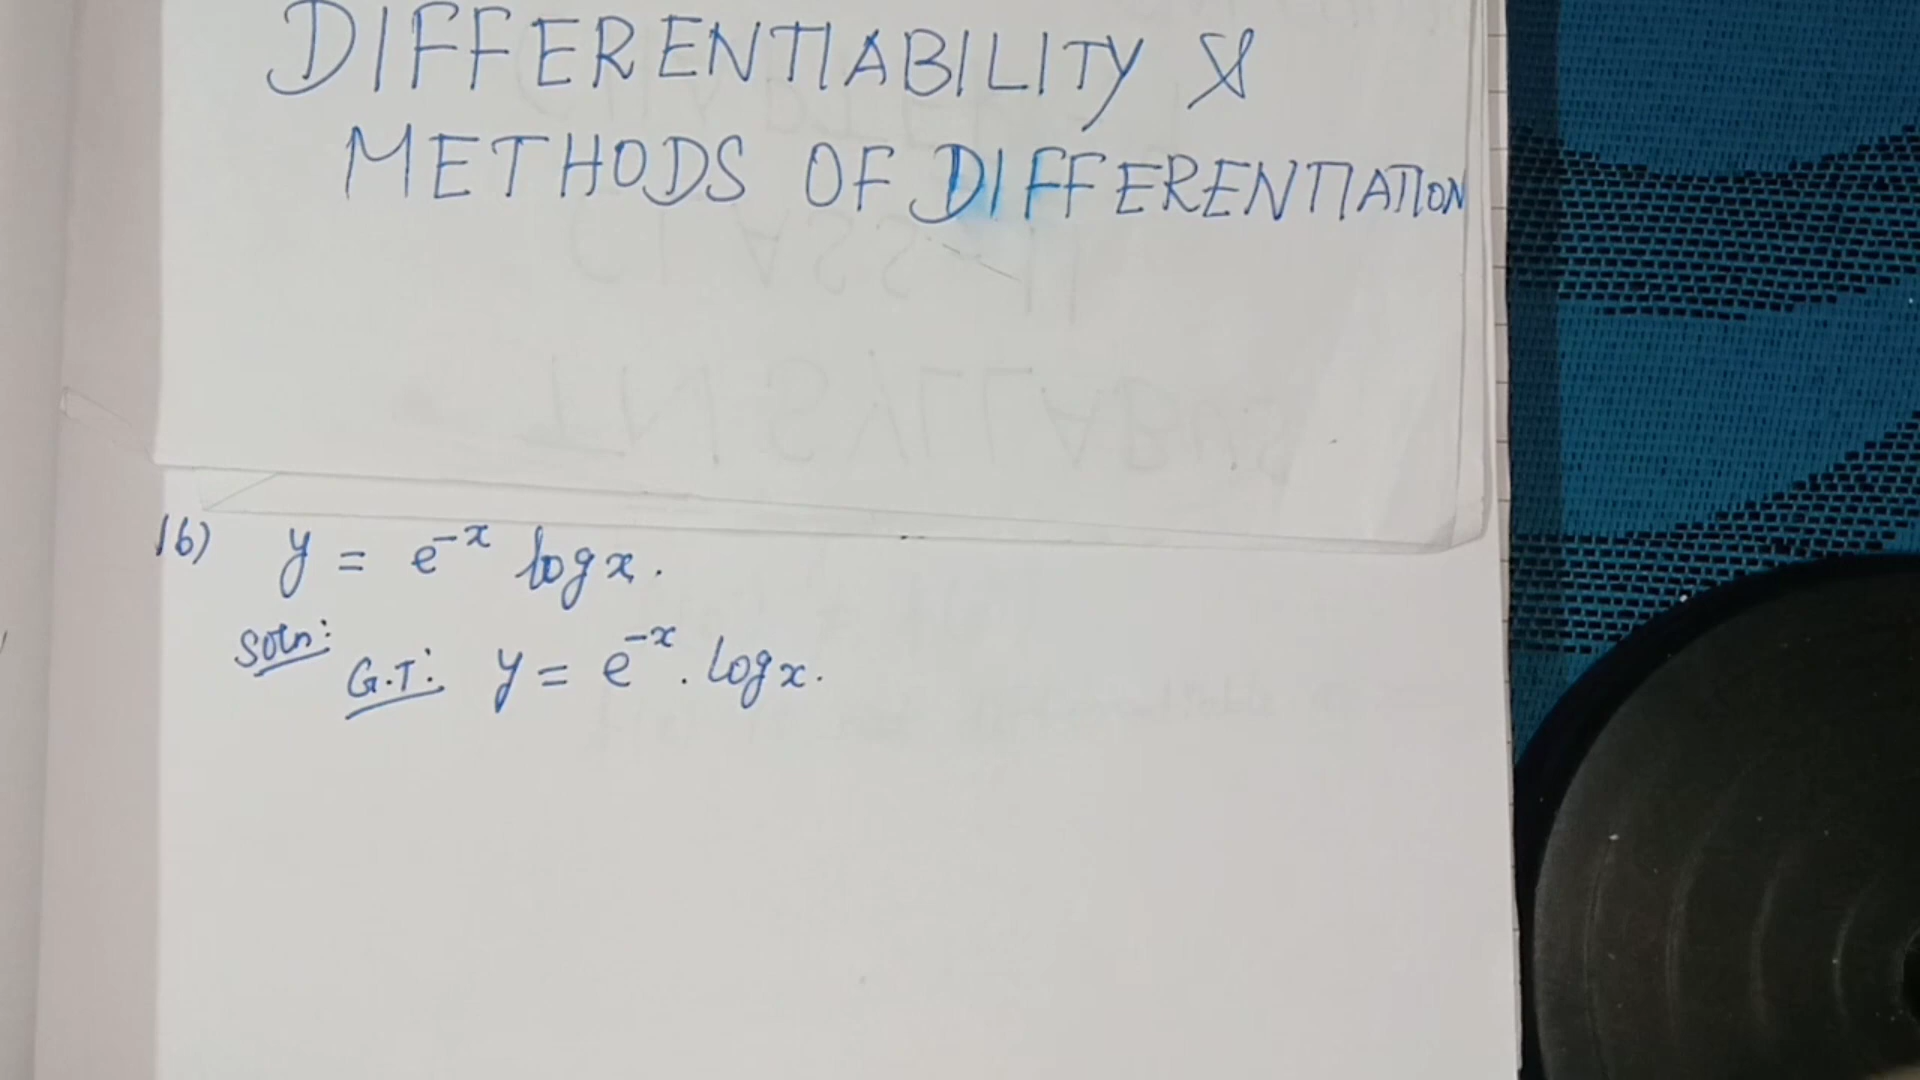 DIFFERENTIABILITY &
METHODS OF DIFFERENTIATION
16) y = e^{-x} log x.
Soln:
G.T: y = e^{-x} . log x.